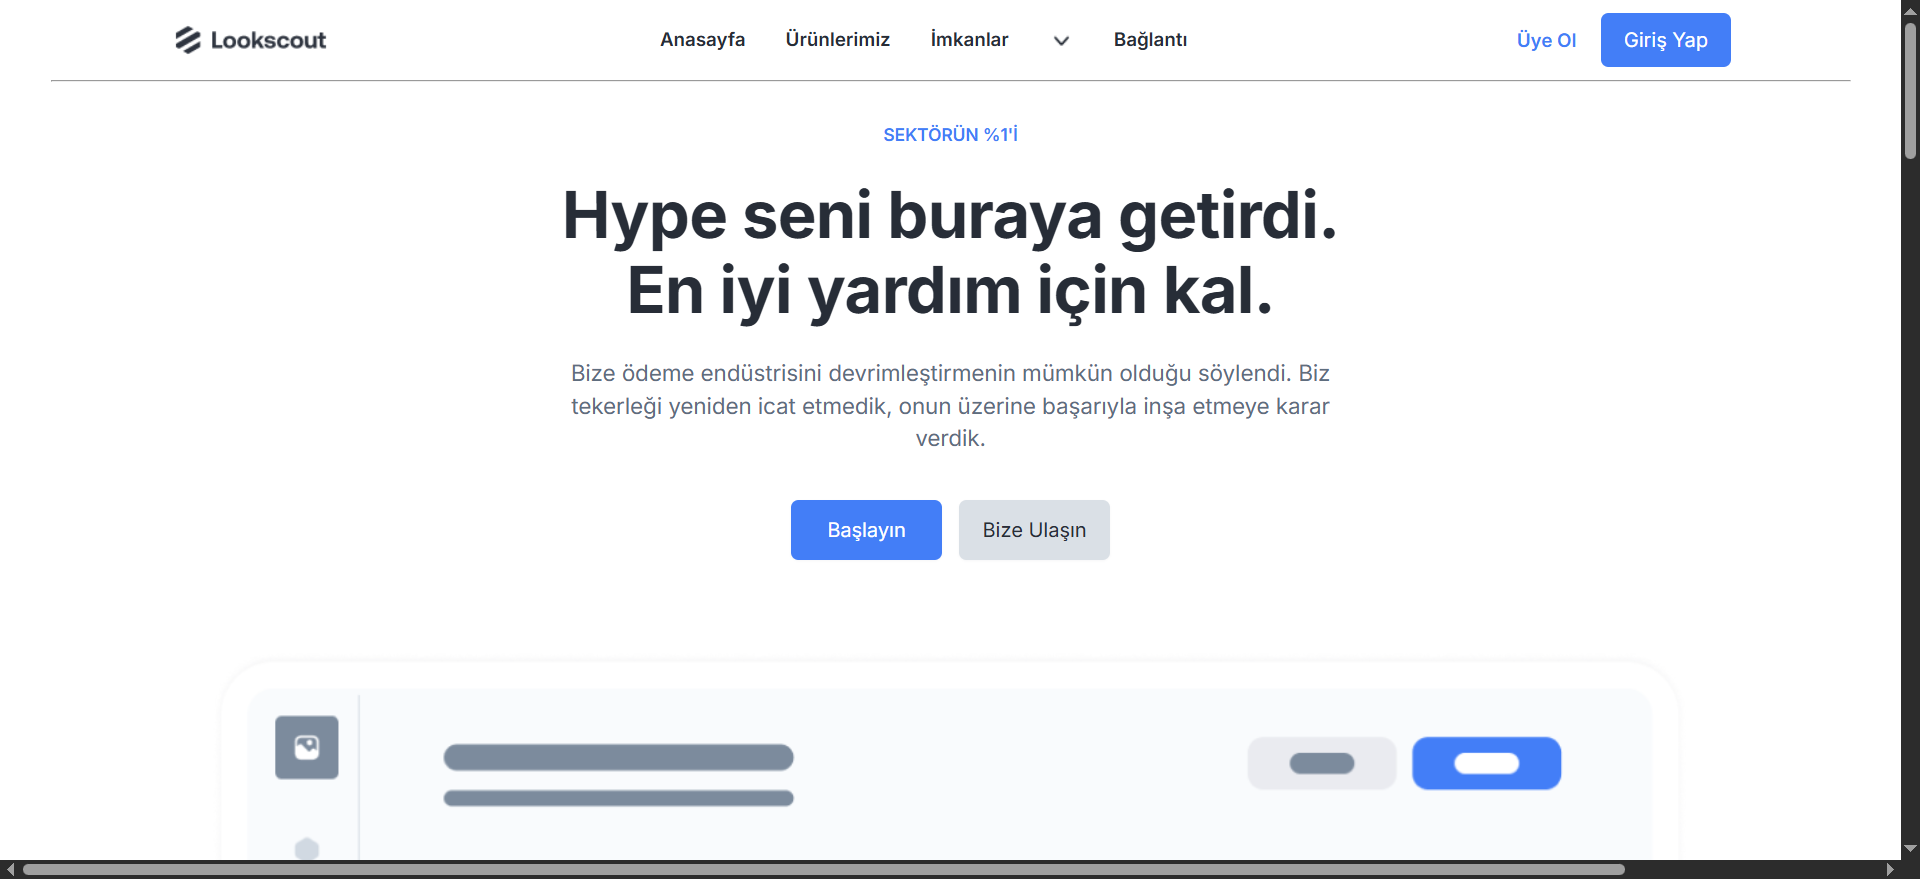 Lookscout
Anasayfa
Ürünlerimiz
İmkanlar
Bağlantı
Üye Ol
Giriş Yap
SEKTÖRÜN %1'İ
Hype seni buraya getirdi.
En iyi yardım için kal.
Bize ödeme endüstrisini devrimleştirmenin mümkün olduğu söylendi. Biz
tekerleği yeniden icat etmedik, onun üzerine başarıyla inşa etmeye karar
verdik.
Başlayın
Bize Ulaşın